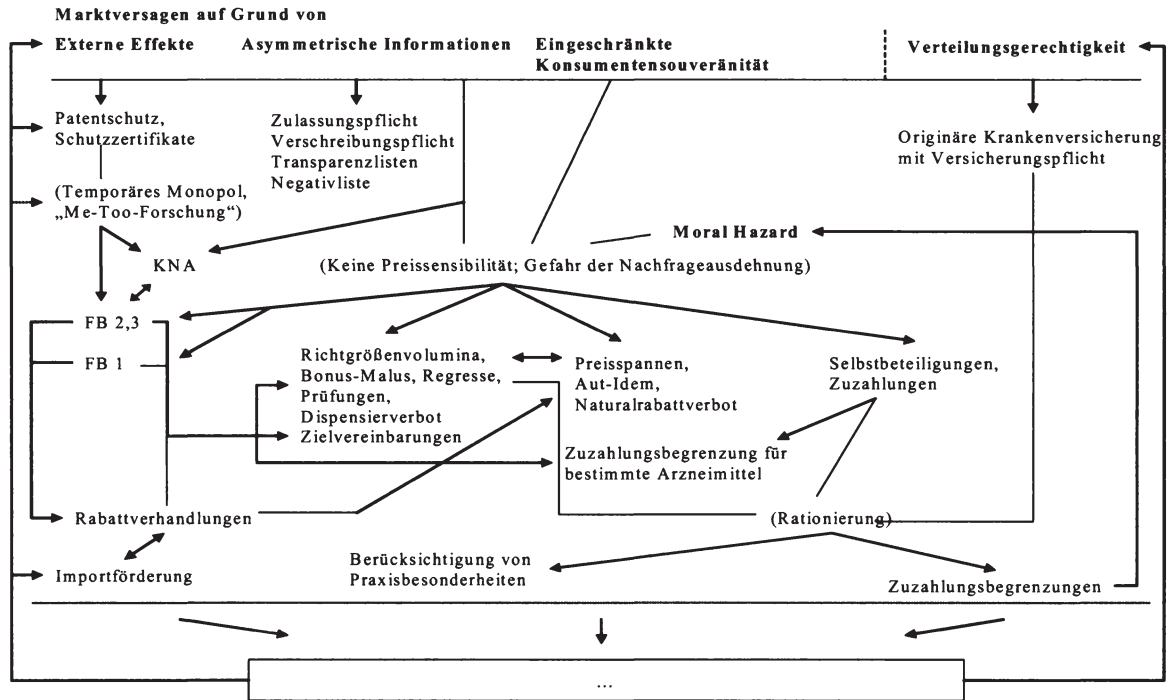 Marktversagen auf Grund von
Externe Effekte
Asymmetrische Informationen
Eingeschränkte
Konsumentensouveränität
Verteilungsgerechtigkeit
Patentschutz,
Schutzzertifikate
Zulassungspflicht
Verschreibungspflicht
Transparenzlisten
Negativliste
Originäre Krankenversicherung
mit Versicherungspflicht
(Temporäres Monopol,
„Me-Too-Forschung“)
Moral Hazard
KNA
(Keine Preissensibilität; Gefahr der Nachfrageausdehnung)
FB 2,3
FB 1
Richtgrößenvolumina,
Bonus-Malus, Regresse,
Prüfungen,
Dispensierverbot
Zielvereinbarungen
Preisspannen,
Aut-Idem,
Naturalrabattverbot
Selbstbeteiligungen,
Zuzahlungen
Zuzahlungsbegrenzung für
bestimmte Arzneimittel
Rabattverhandlungen
(Rationierung)
Berücksichtigung von
Praxisbesonderheiten
Importförderung
Zuzahlungsbegrenzungen
...